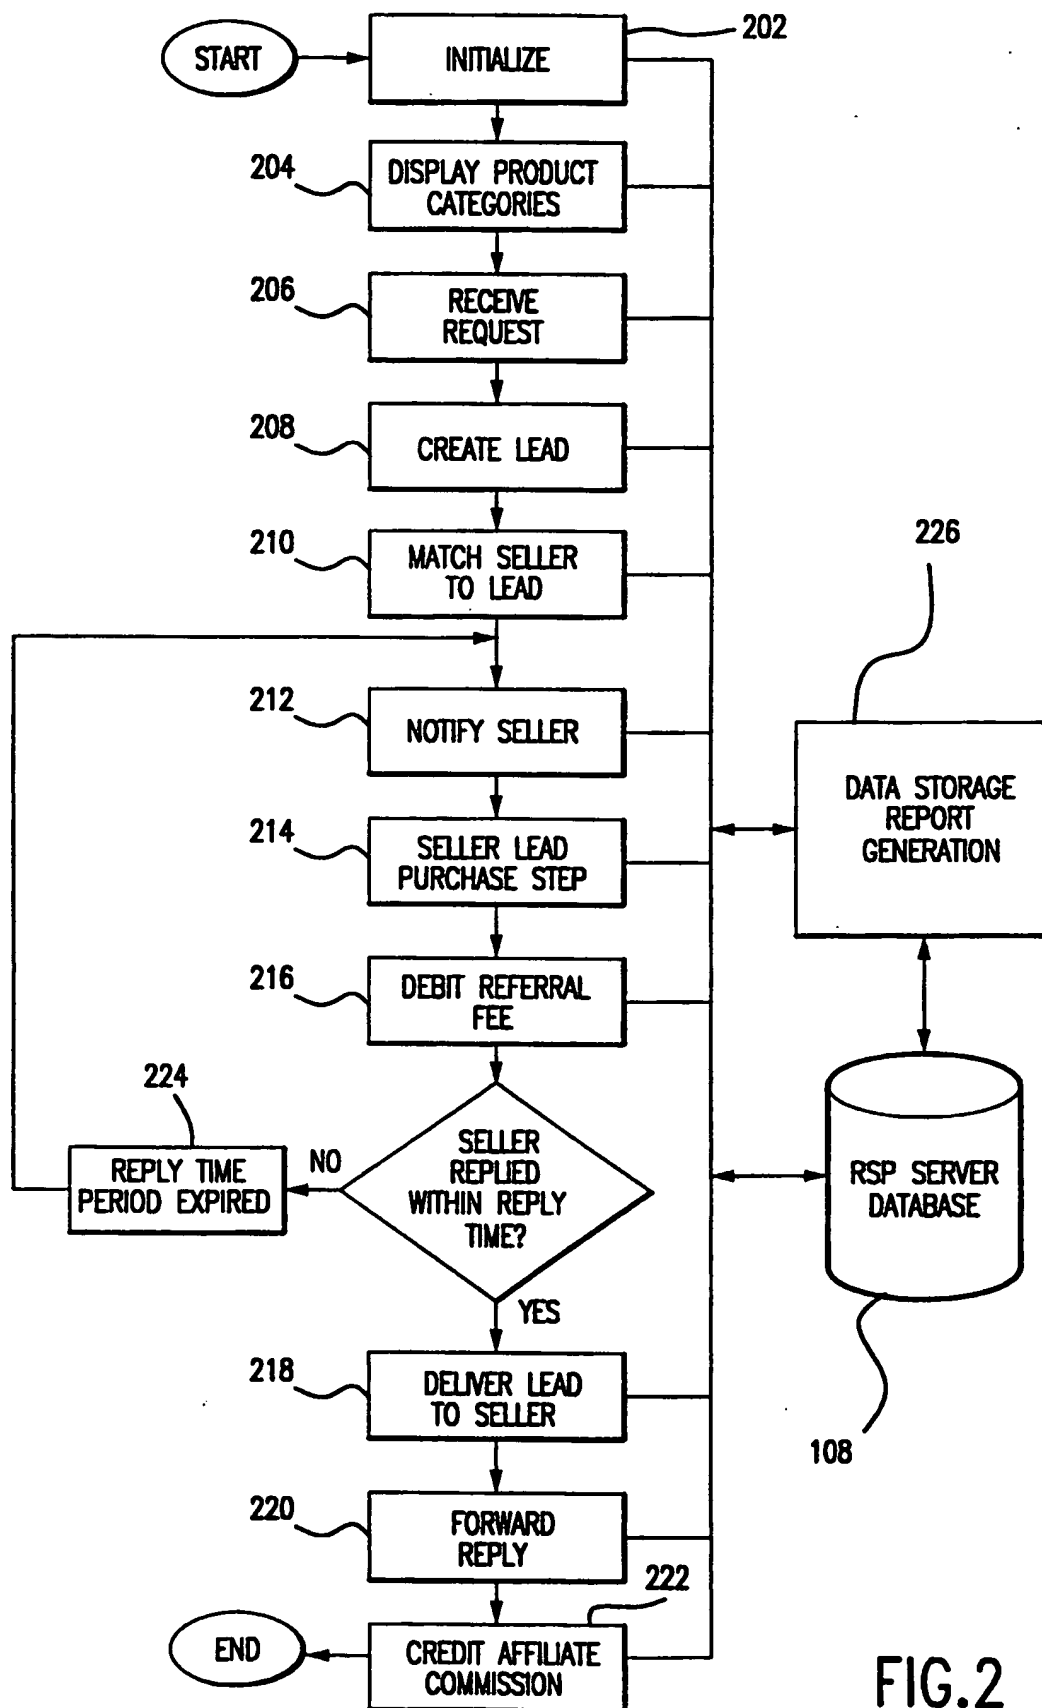 START
INITIALIZE
202
204
DISPLAY PRODUCT
CATEGORIES
206
RECEIVE
REQUEST
208
CREATE LEAD
210
MATCH SELLER
TO LEAD
226
212
NOTIFY SELLER
DATA STORAGE
REPORT
GENERATION
214
SELLER LEAD
PURCHASE STEP
216
DEBIT REFERRAL
FEE
224
REPLY TIME
PERIOD EXPIRED
NO
SELLER
REPLIED
WITHIN REPLY
TIME?
RSP SERVER
DATABASE
YES
108
218
DELIVER LEAD
TO SELLER
220
FORWARD
REPLY
222
END
CREDIT AFFILIATE
COMMISSION
FIG.2